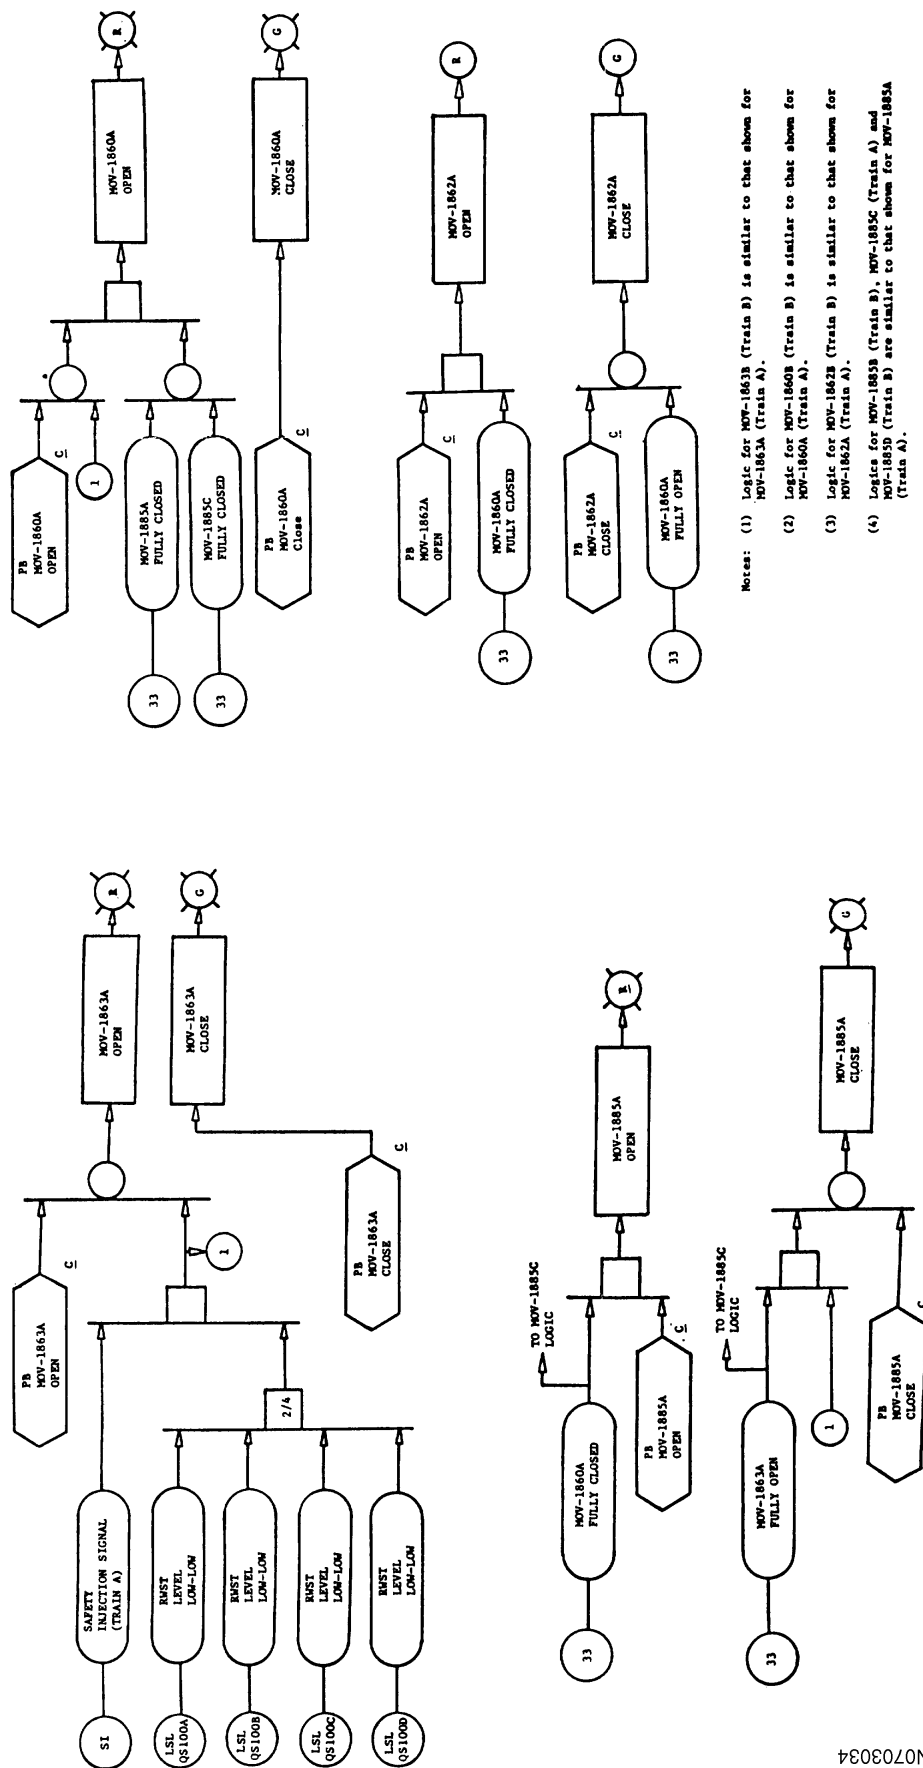 SI
SAFETY
INJECTION SIGNAL
(TRAIN A)
LSL
QS100A
RWST
LEVEL
LOW-LOW
LSL
QS100B
RWST
LEVEL
LOW-LOW
LSL
QS100C
RWST
LEVEL
LOW-LOW
LSL
QS100D
RWST
LEVEL
LOW-LOW
2/4
PB
MOV-1863A
OPEN
C
1
MOV-1863A
OPEN
R
PB
MOV-1863A
CLOSE
C
MOV-1863A
CLOSE
G
33
MOV-1860A
FULLY CLOSED
TO MOV-1885C
LOGIC
PB
MOV-1885A
OPEN
C
MOV-1885A
OPEN
R
33
MOV-1863A
FULLY OPEN
TO MOV-1885C
LOGIC
1
PB
MOV-1885A
CLOSE
C
MOV-1885A
CLOSE
G
PB
MOV-1860A
OPEN
C
1
33
MOV-1885A
FULLY CLOSED
33
MOV-1885C
FULLY CLOSED
MOV-1860A
OPEN
R
PB
MOV-1860A
Close
C
MOV-1860A
CLOSE
G
PB
MOV-1862A
OPEN
C
33
MOV-1860A
FULLY CLOSED
MOV-1862A
OPEN
R
PB
MOV-1862A
CLOSE
C
33
MOV-1860A
FULLY OPEN
MOV-1862A
CLOSE
G
Notes: (1) Logic for MOV-1863B (Train B) is similar to that shown for
MOV-1863A (Train A).
(2) Logic for MOV-1860B (Train B) is similar to that shown for
MOV-1860A (Train A).
(3) Logic for MOV-1862B (Train B) is similar to that shown for
MOV-1862A (Train A).
(4) Logics for MOV-1885B (Train B), MOV-1885C (Train A) and
MOV-1885D (Train B) are similar to that shown for MOV-1885A
(Train A).
N0703034